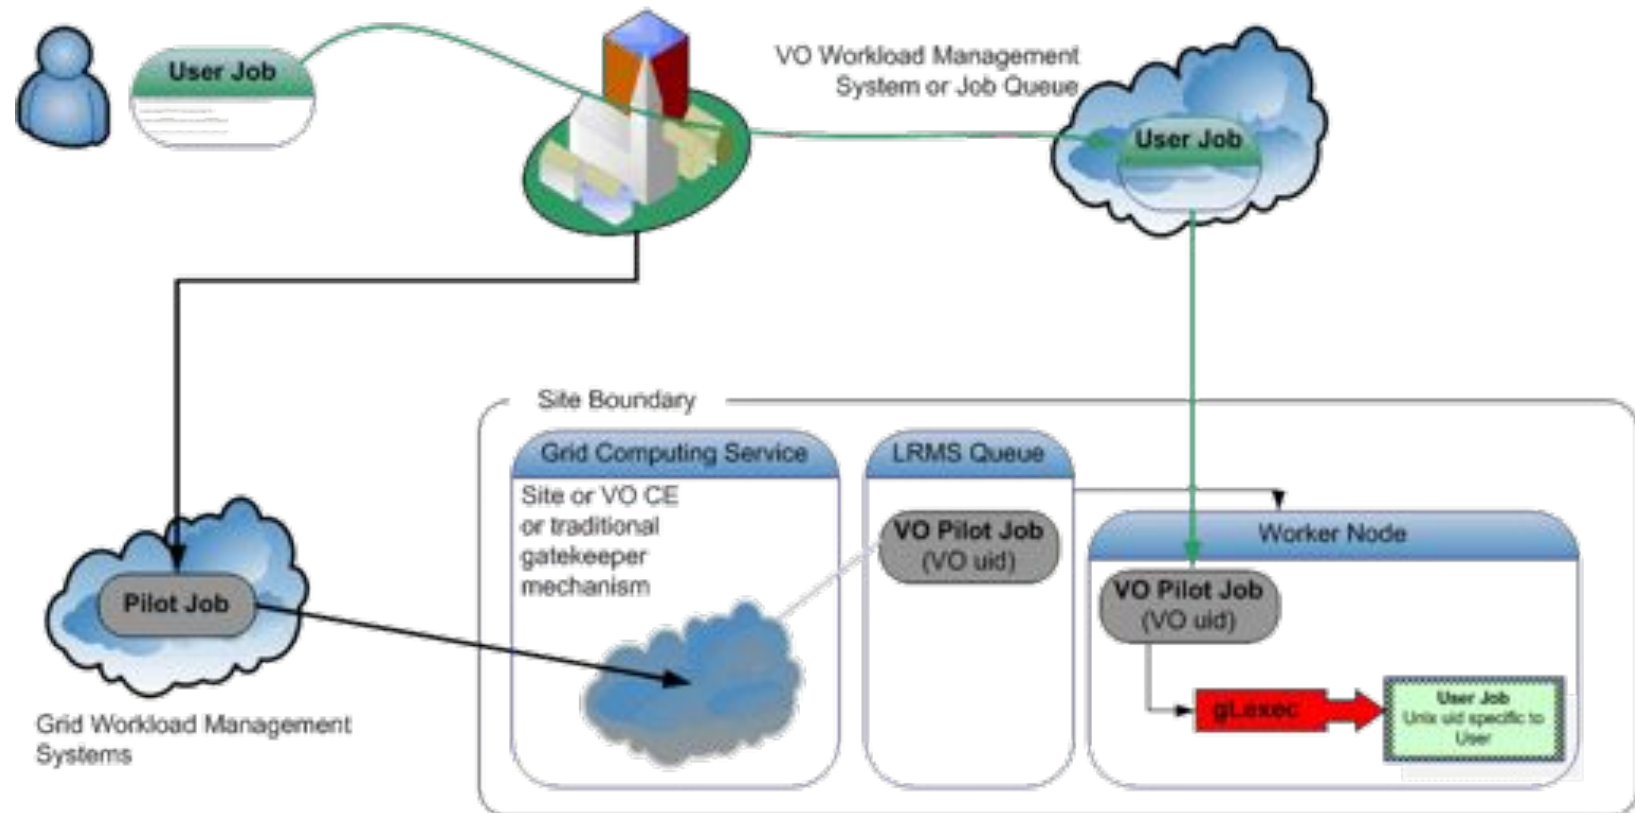 User Job
VO Workload Management
System or Job Queue
User Job
Site Boundary
Grid Computing Service
Site or VO CE
or traditional
gatekeeper
mechanism
LRMS Queue
VO Pilot Job
(VO uid)
Worker Node
VO Pilot Job
(VO uid)
gLexec
User Job
Unix uid specific to
User
Pilot Job
Grid Workload Management
Systems